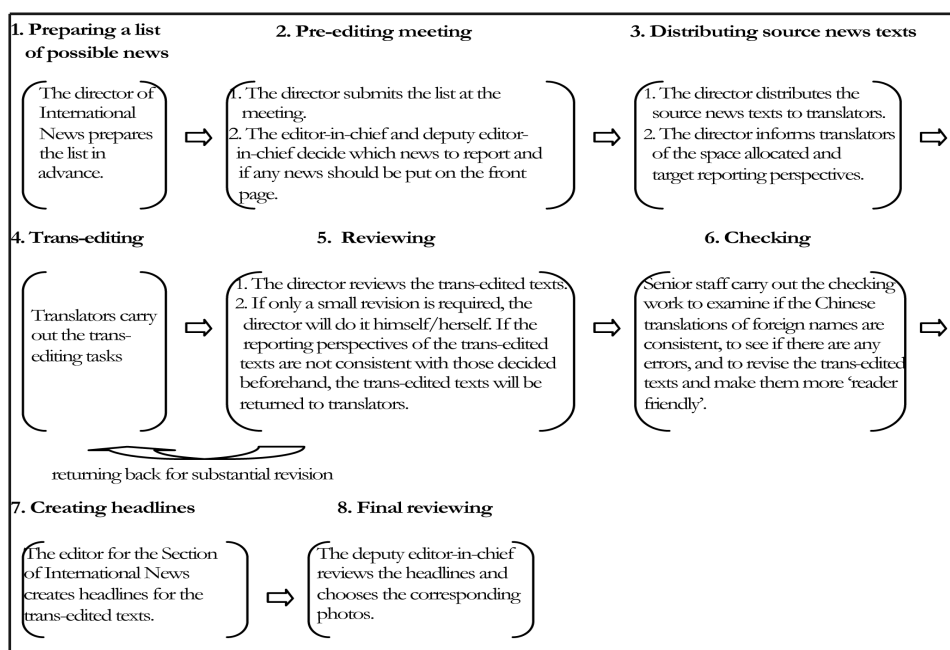 1. Preparing a list
of possible news
The director of
International
News prepares
the list in
advance.
2. Pre-editing meeting
1. The director submits the list at the
meeting.
2. The editor-in-chief and deputy editor-
in-chief decide which news to report and
if any news should be put on the front
page.
3. Distributing source news texts
1. The director distributes the
source news texts to translators.
2. The director informs translators
of the space allocated and
target reporting perspectives.
4. Trans-editing
Translators carry
out the trans-
editing tasks
5. Reviewing
1. The director reviews the trans-edited texts.
2. If only a small revision is required, the
director will do it himself/herself. If the
reporting perspectives of the trans-edited
texts are not consistent with those decided
beforehand, the trans-edited texts will be
returned to translators.
6. Checking
Senior staff carry out the checking
work to examine if the Chinese
translations of foreign names are
consistent, to see if there are any
errors, and to revise the trans-edited
texts and make them more ‘reader
friendly’.
returning back for substantial revision
7. Creating headlines
The editor for the Section
of International News
creates headlines for the
trans-edited texts.
8. Final reviewing
The deputy editor-in-chief
reviews the headlines and
chooses the corresponding
photos.